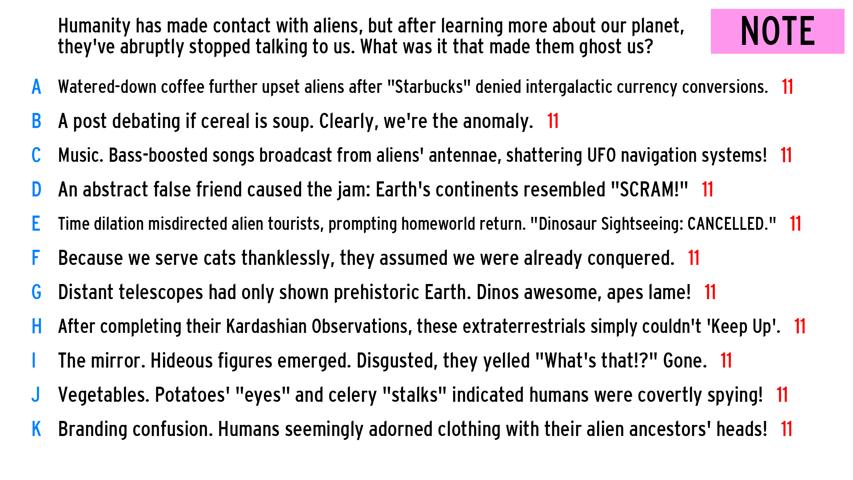 Humanity has made contact with aliens, but after learning more about our planet,
they've abruptly stopped talking to us. What was it that made them ghost us?
NOTE
A Watered-down coffee further upset aliens after "Starbucks" denied intergalactic currency conversions. 11
B A post debating if cereal is soup. Clearly, we're the anomaly. 11
C Music. Bass-boosted songs broadcast from aliens' antennae, shattering UFO navigation systems! 11
D An abstract false friend caused the jam: Earth's continents resembled "SCRAM!" 11
E Time dilation misdirected alien tourists, prompting homeworld return. "Dinosaur Sightseeing: CANCELLED." 11
F Because we serve cats thanklessly, they assumed we were already conquered. 11
G Distant telescopes had only shown prehistoric Earth. Dinos awesome, apes lame! 11
H After completing their Kardashian Observations, these extraterrestrials simply couldn't 'Keep Up'. 11
I The mirror. Hideous figures emerged. Disgusted, they yelled "What's that!?" Gone. 11
J Vegetables. Potatoes' "eyes" and celery "stalks" indicated humans were covertly spying! 11
K Branding confusion. Humans seemingly adorned clothing with their alien ancestors' heads! 11